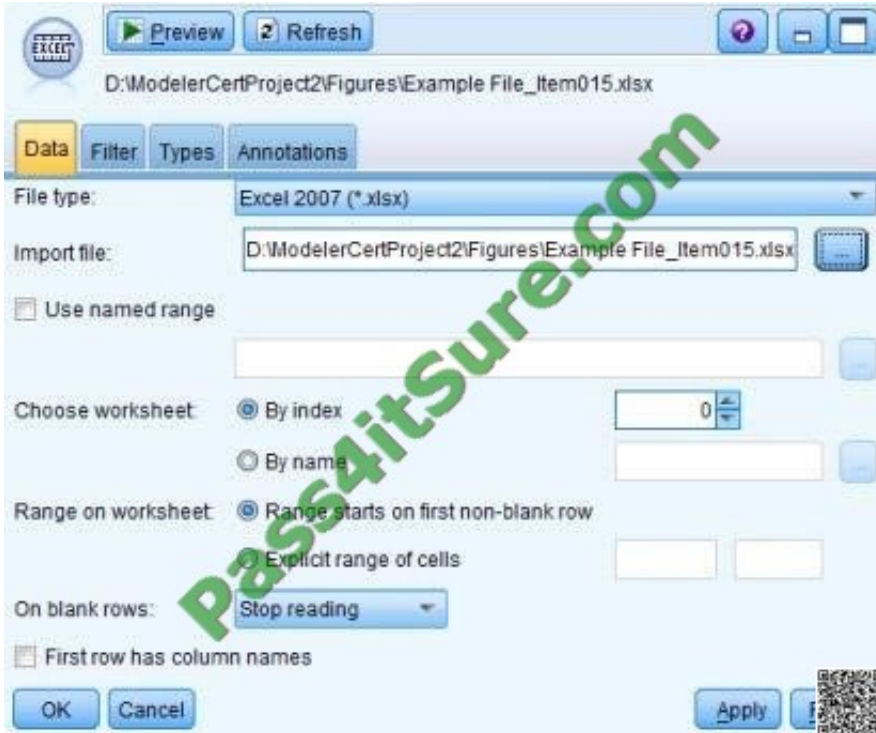 EXCEL
Preview
Refresh
D:\ModelerCertProject2\Figures\Example File_Item015.xlsx
Data
Filter
Types
Annotations
File type:
Excel 2007 (*.xlsx)
Import file:
D:\ModelerCertProject2\Figures\Example File_Item015.xlsx
...
Use named range
...
Choose worksheet:
By index
0
By name
...
Range on worksheet:
Range starts on first non-blank row
Explicit range of cells
On blank rows:
Stop reading
First row has column names
OK
Cancel
Apply
Pass4itSure.com